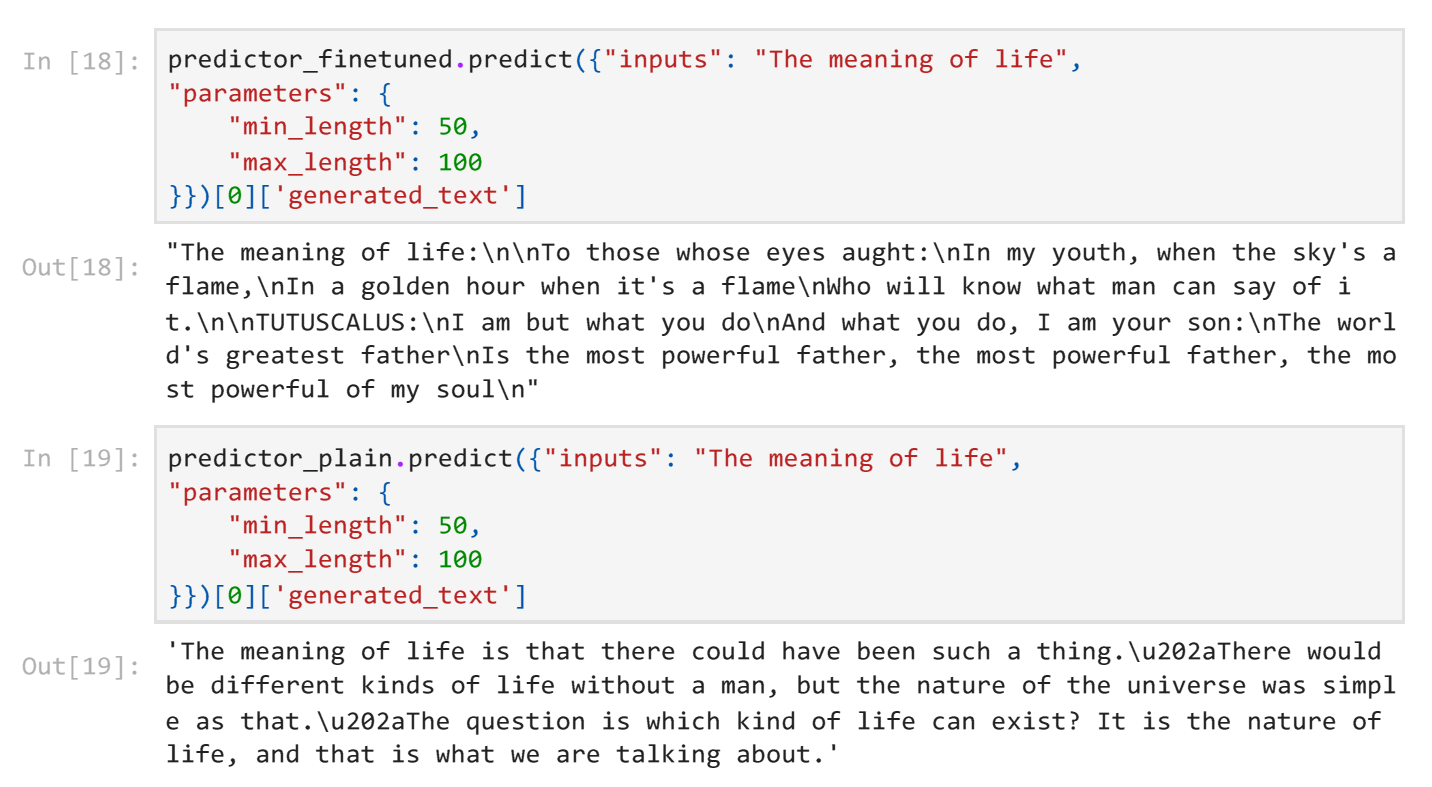 In [18]: predictor_finetuned.predict({"inputs": "The meaning of life",
"parameters": {
    "min_length": 50,
    "max_length": 100
}})[0]['generated_text']
Out[18]: "The meaning of life:\n\nTo those whose eyes aught:\nIn my youth, when the sky's a
flame,\nIn a golden hour when it's a flame\nWho will know what man can say of i
t.\n\nTUTUSCALUS:\nI am but what you do\nAnd what you do, I am your son:\nThe worl
d's greatest father\nIs the most powerful father, the most powerful father, the mo
st powerful of my soul\n"
In [19]: predictor_plain.predict({"inputs": "The meaning of life",
"parameters": {
    "min_length": 50,
    "max_length": 100
}})[0]['generated_text']
Out[19]: 'The meaning of life is that there could have been such a thing.\u202aThere would
be different kinds of life without a man, but the nature of the universe was simpl
e as that.\u202aThe question is which kind of life can exist? It is the nature of
life, and that is what we are talking about.'